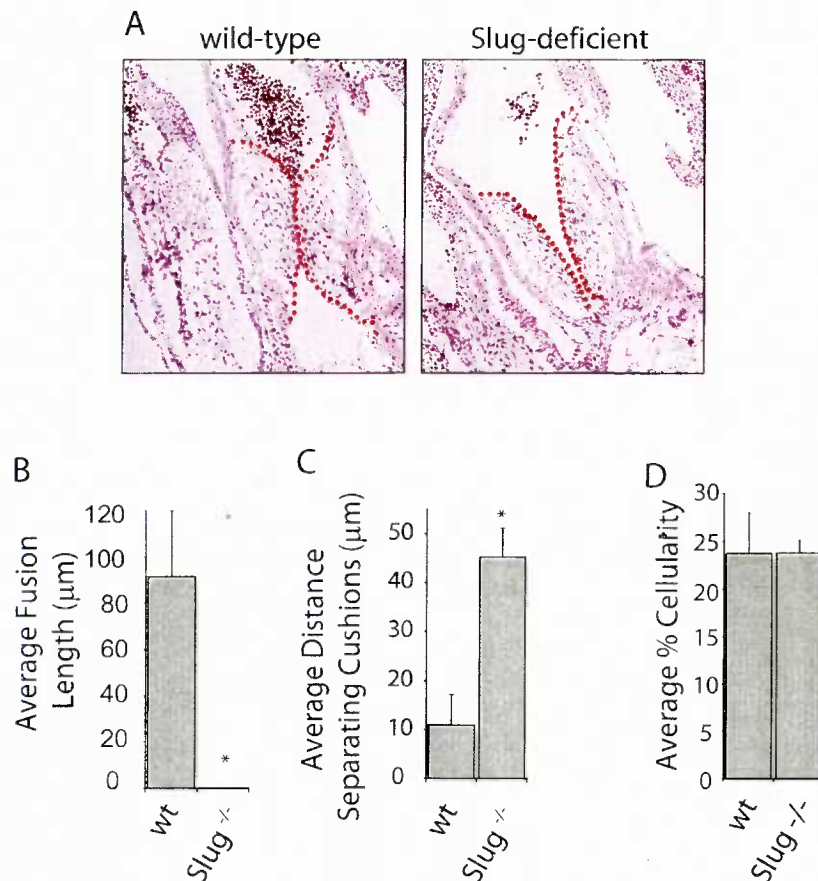 A
wild-type
Slug-deficient
B
Average Fusion
Length (μm)
120
100
80
60
40
20
0
*
wt
Slug -/-
C
Average Distance
Separating Cushions (μm)
50
40
30
20
10
0
*
wt
Slug -/-
D
Average % Cellularity
30
25
20
15
10
5
0
wt
Slug -/-